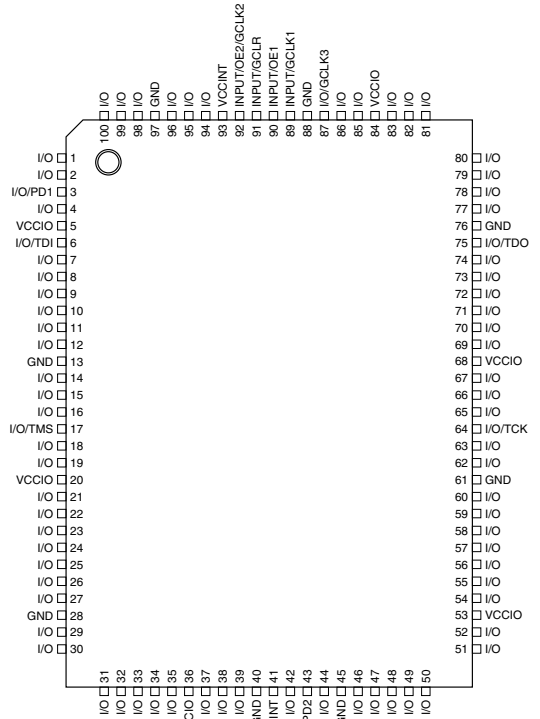 100 I/O
99 I/O
98 I/O
97 GND
96 I/O
95 I/O
94 I/O
93 VCCINT
92 INPUT/OE2/GCLK2
91 INPUT/GCLR
90 INPUT/OE1
89 INPUT/GCLK1
88 GND
87 I/O/GCLK3
86 I/O
85 I/O
84 VCCIO
83 I/O
82 I/O
81 I/O
I/O 1
I/O 2
I/O/PD1 3
I/O 4
VCCIO 5
I/O/TDI 6
I/O 7
I/O 8
I/O 9
I/O 10
I/O 11
I/O 12
GND 13
I/O 14
I/O 15
I/O 16
I/O/TMS 17
I/O 18
I/O 19
VCCIO 20
I/O 21
I/O 22
I/O 23
I/O 24
I/O 25
I/O 26
I/O 27
GND 28
I/O 29
I/O 30
80 I/O
79 I/O
78 I/O
77 I/O
76 GND
75 I/O/TDO
74 I/O
73 I/O
72 I/O
71 I/O
70 I/O
69 I/O
68 VCCIO
67 I/O
66 I/O
65 I/O
64 I/O/TCK
63 I/O
62 I/O
61 GND
60 I/O
59 I/O
58 I/O
57 I/O
56 I/O
55 I/O
54 I/O
53 VCCIO
52 I/O
51 I/O
I/O 31
I/O 32
I/O 33
I/O 34
I/O 35
CIO 36
I/O 37
I/O 38
I/O 39
GND 40
INT 41
I/O 42
PD2 43
I/O 44
GND 45
I/O 46
I/O 47
I/O 48
I/O 49
I/O 50